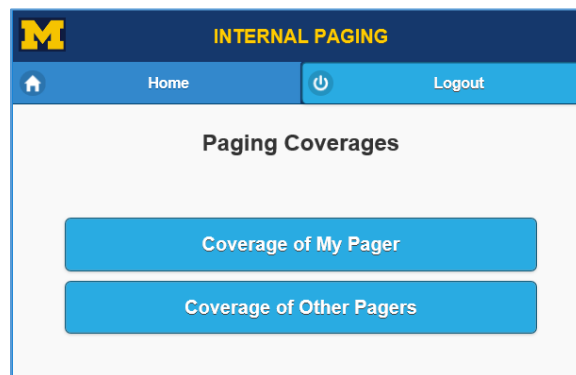 M INTERNAL PAGING
Home Logout
Paging Coverages
Coverage of My Pager
Coverage of Other Pagers